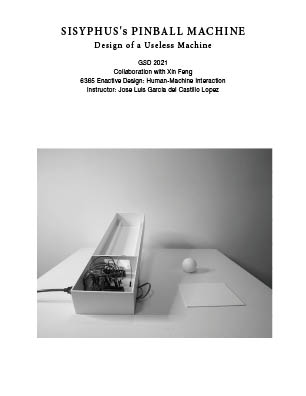 SISYPHUS's PINBALL MACHINE
Design of a Useless Machine
GSD 2021
Collaboration with Xin Feng
6365 Enactive Design: Human-Machine Interaction
Instructor: Jose Luis García del Castillo Lopez